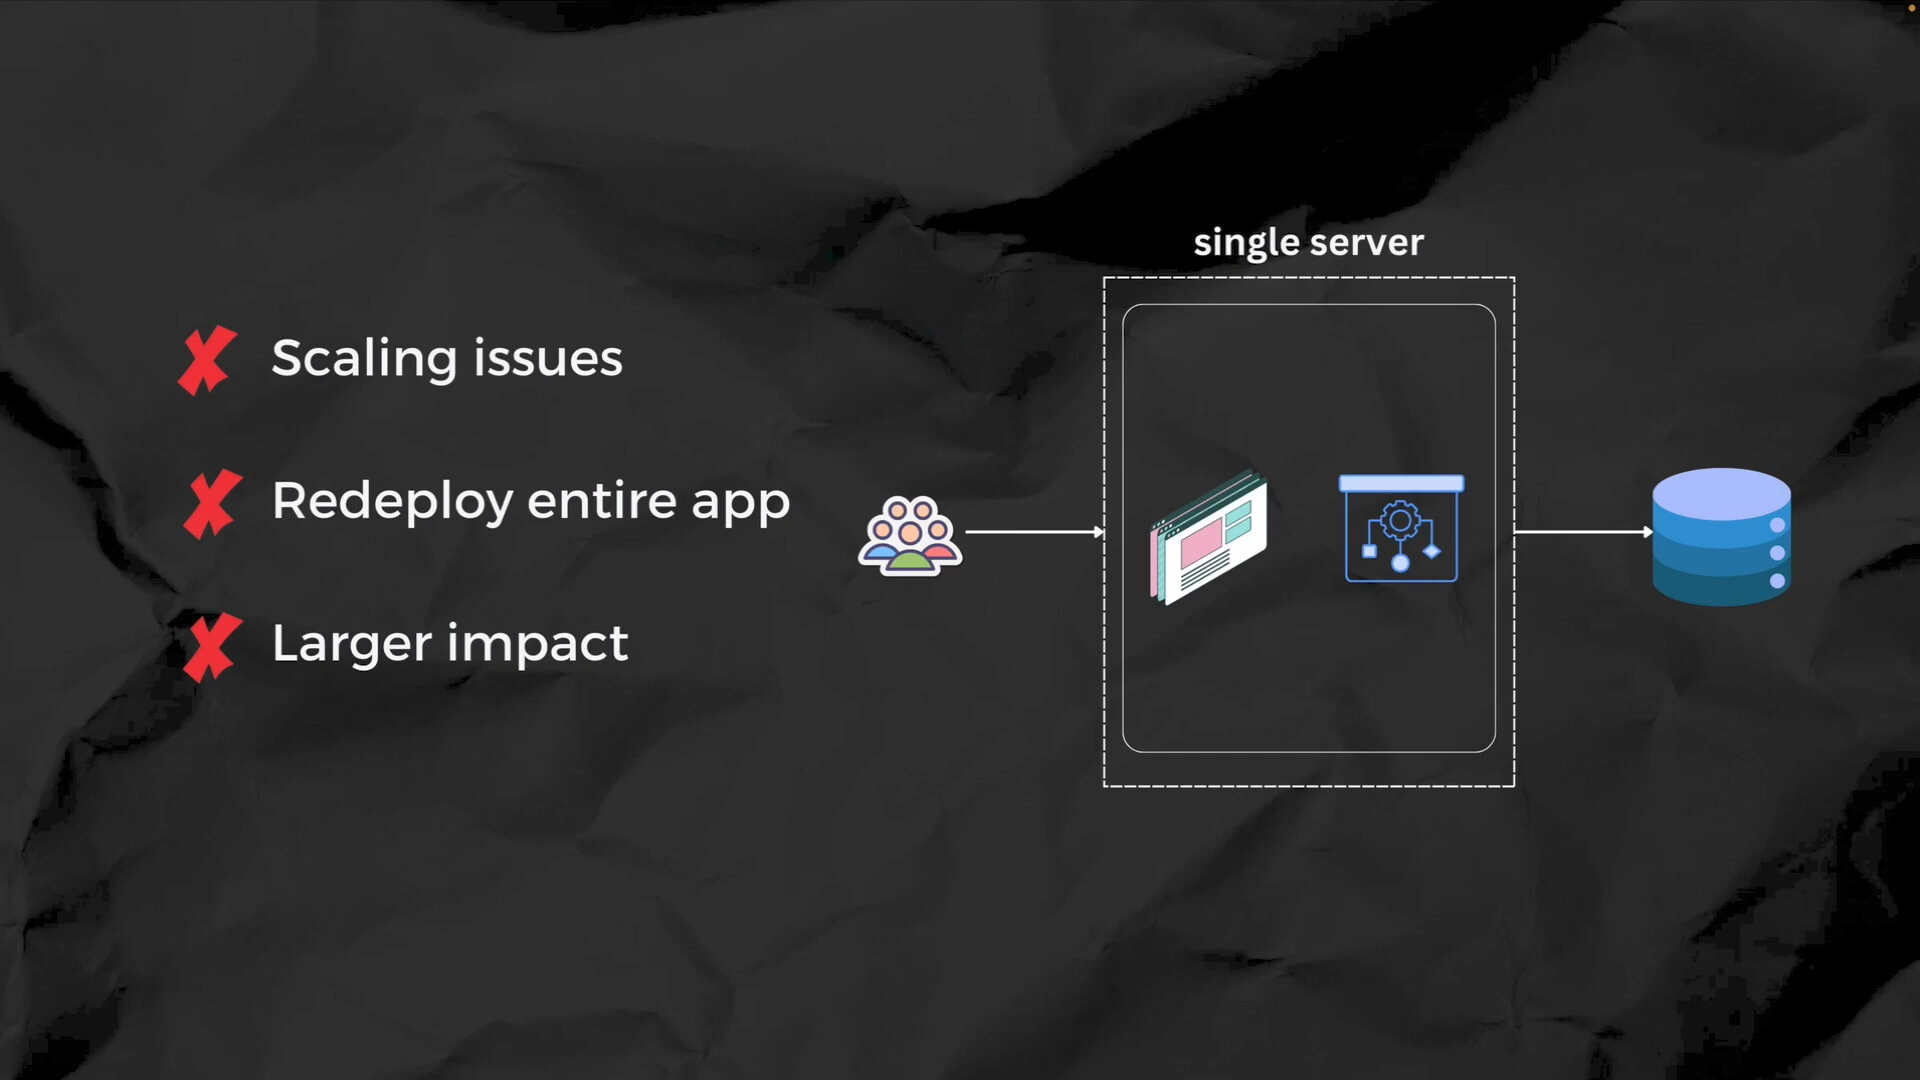 single server
Scaling issues
Redeploy entire app
Larger impact